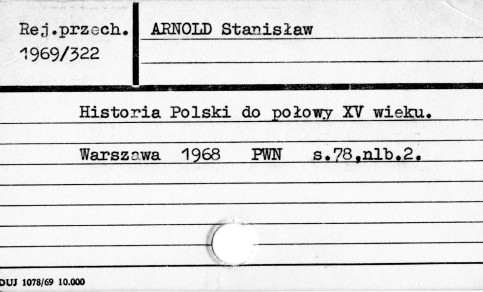 Rej.przech. ARNOLD Stanisław
1969/322
Historia Polski do połowy XV wieku.
Warszawa 1968 PWN s.78,nlb.2.
DUJ 1078/69 10.000